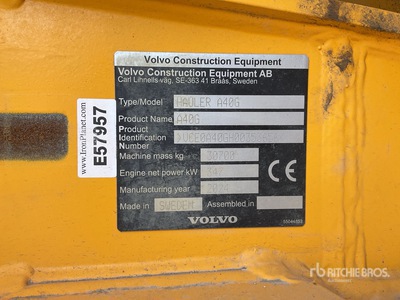 Volvo Construction Equipment
Volvo Construction Equipment AB
Carl Lihnells väg, SE-363 41 Braås, Sweden
Type/Model HAULER A40G
Product Name A40G
Product
Identification
Number
Machine mass kg 30700
Engine net power kW
Manufacturing year
Made in SWEDEN Assembled in
VOLVO
CE
www.IronPlanet.com
E57957
rb ritchie bros.